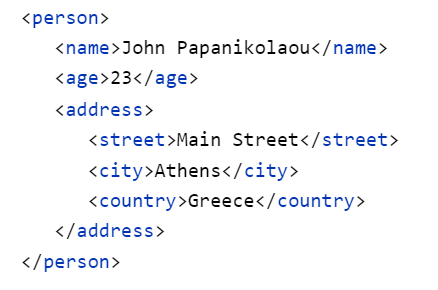 <person>
<name>John Papanikolaou</name>
<age>23</age>
<address>
<street>Main Street</street>
<city>Athens</city>
<country>Greece</country>
</address>
</person>